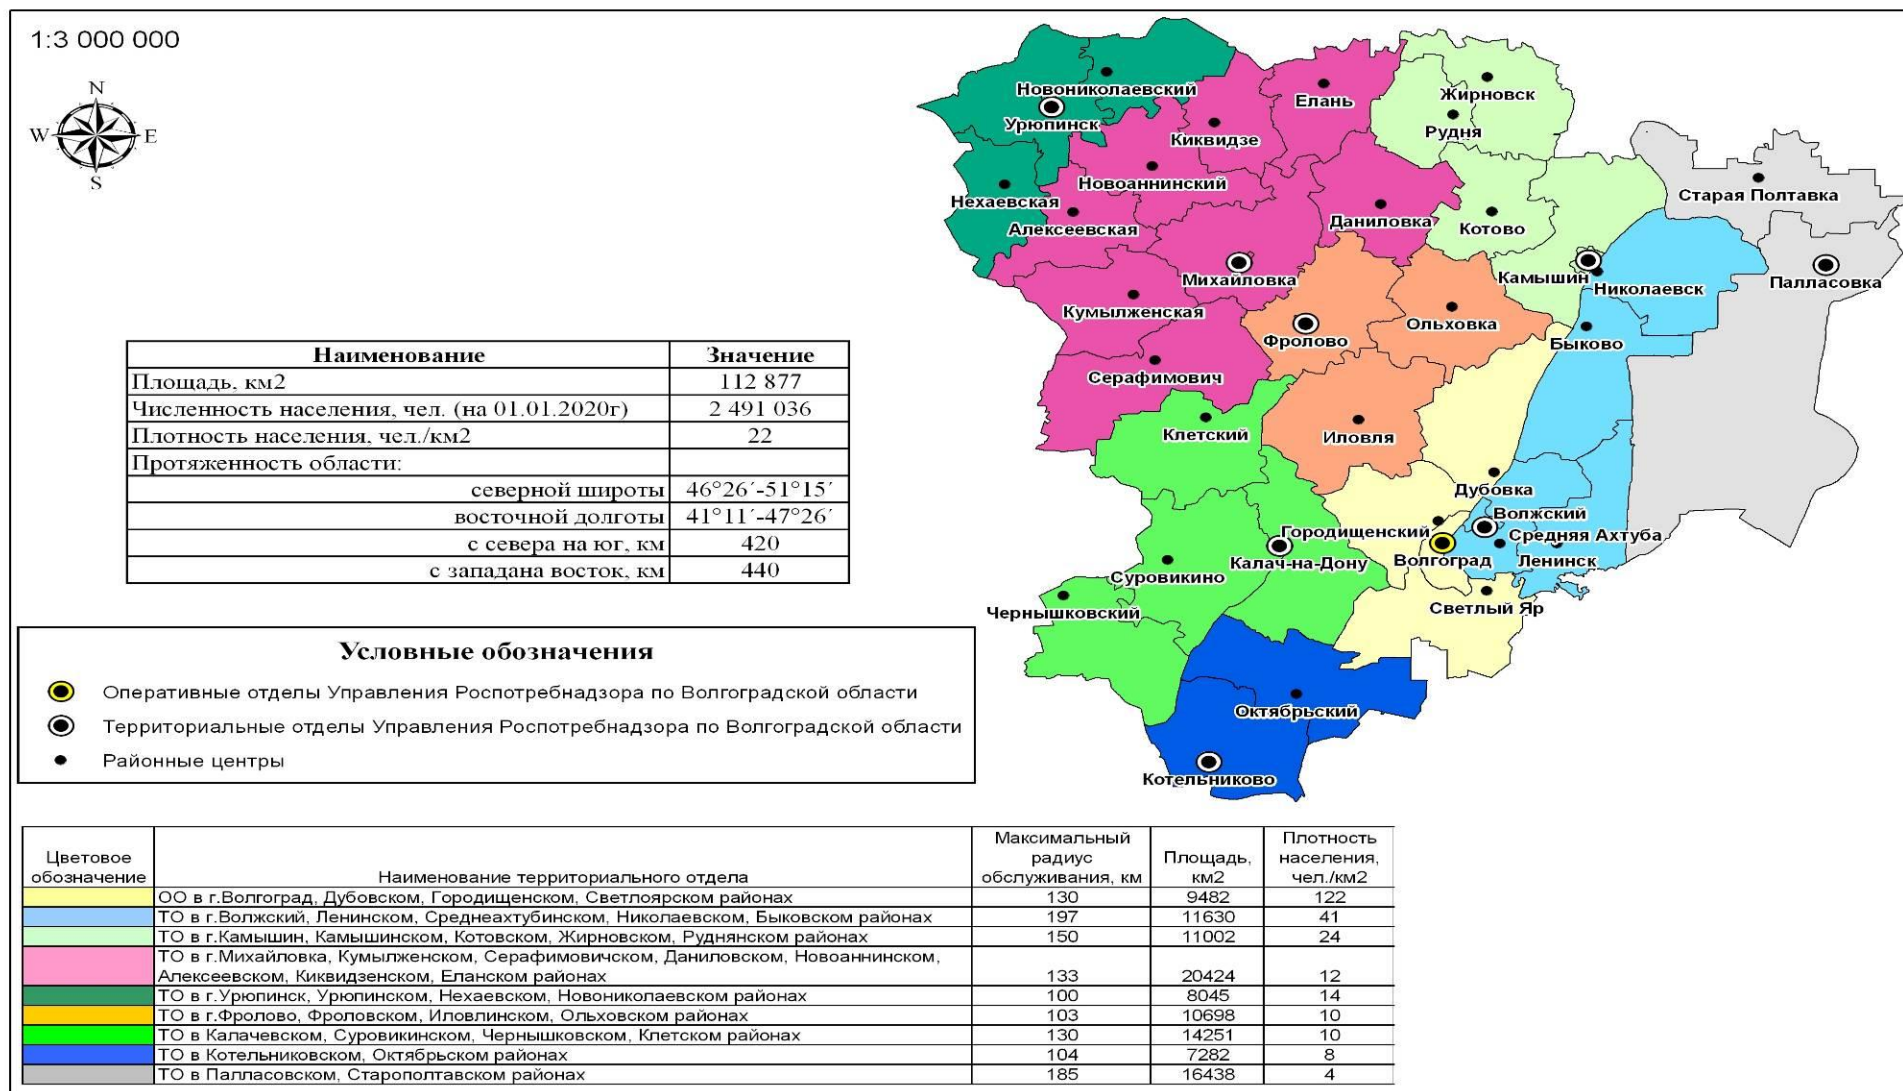 1:3 000 000
N
W
E
S
Новониколаевский
Урюпинск
Елань
Жирновск
Рудня
Киквидзе
Новоаннинский
Нехаевская
Алексеевская
Даниловка
Котово
Старая Полтавка
Михайловка
Камышин
Николаевск
Палласовка
Кумылженская
Фролово
Ольховка
Быково
Серафимович
Клетский
Иловля
Дубовка
Волжский
Городищенский
Средняя Ахтуба
Волгоград
Ленинск
Калач-на-Дону
Суровикино
Светлый Яр
Чернышковский
Октябрьский
Котельниково
Наименование Значение
Площадь, км2 112 877
Численность населения, чел. (на 01.01.2020г) 2 491 036
Плотность населения, чел./км2 22
Протяженность области:
северной широты 46°26´-51°15´
восточной долготы 41°11´-47°26´
с севера на юг, км 420
с западана восток, км 440
Условные обозначения
Оперативные отделы Управления Роспотребнадзора по Волгоградской области
Территориальные отделы Управления Роспотребнадзора по Волгоградской области
Районные центры
Цветовое обозначение Наименование территориального отдела Максимальный радиус обслуживания, км Площадь, км2 Плотность населения, чел./км2
ОО в г.Волгоград, Дубовском, Городищенском, Светлоярском районах 130 9482 122
ТО в г.Волжский, Ленинском, Среднеахтубинском, Николаевском, Быковском районах 197 11630 41
ТО в г.Камышин, Камышинском, Котовском, Жирновском, Руднянском районах 150 11002 24
ТО в г.Михайловка, Кумылженском, Серафимовичском, Даниловском, Новоаннинском,
Алексеевском, Киквидзенском, Еланском районах 133 20424 12
ТО в г.Урюпинск, Урюпинском, Нехаевском, Новониколаевском районах 100 8045 14
ТО в г.Фролово, Фроловском, Иловлинском, Ольховском районах 103 10698 10
ТО в Калачевском, Суровикинском, Чернышковском, Клетском районах 130 14251 10
ТО в Котельниковском, Октябрьском районах 104 7282 8
ТО в Палласовском, Старополтавском районах 185 16438 4